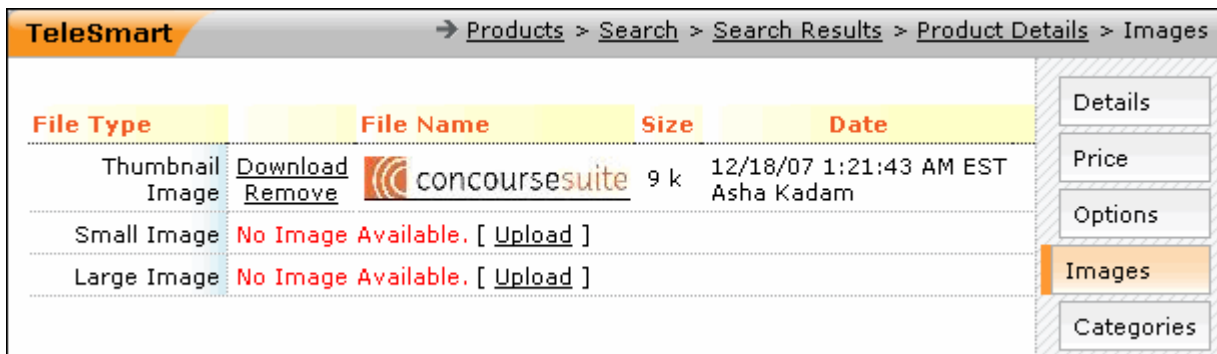 TeleSmart
→ Products > Search > Search Results > Product Details > Images
File Type File Name Size Date
Thumbnail Image Download Remove concoursesuite 9 k 12/18/07 1:21:43 AM EST Asha Kadam
Small Image No Image Available. [ Upload ]
Large Image No Image Available. [ Upload ]
Details
Price
Options
Images
Categories